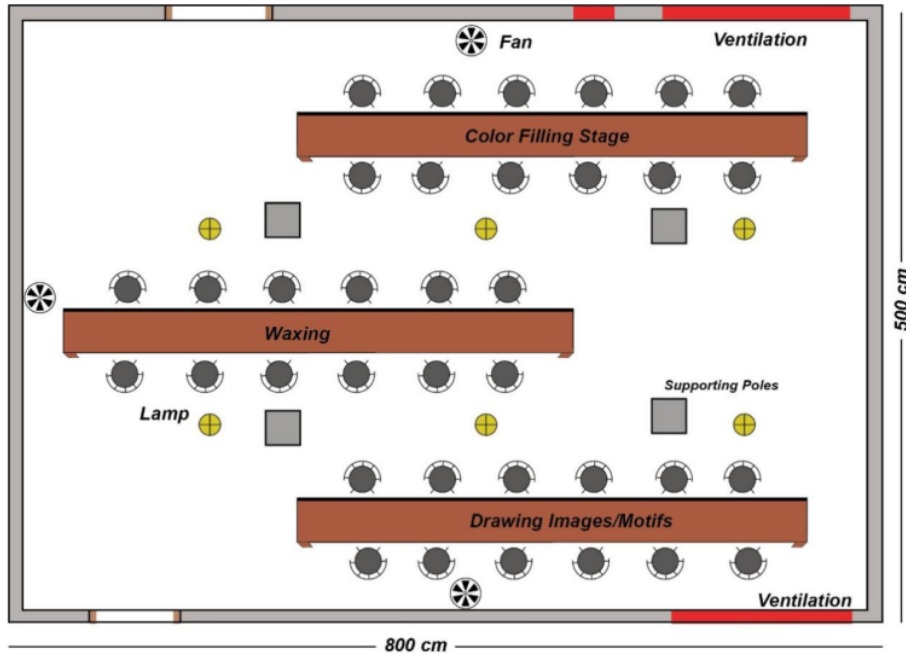 Fan
Ventilation
Color Filling Stage
Waxing
500 cm
Supporting Poles
Lamp
Drawing Images/Motifs
Ventilation
800 cm